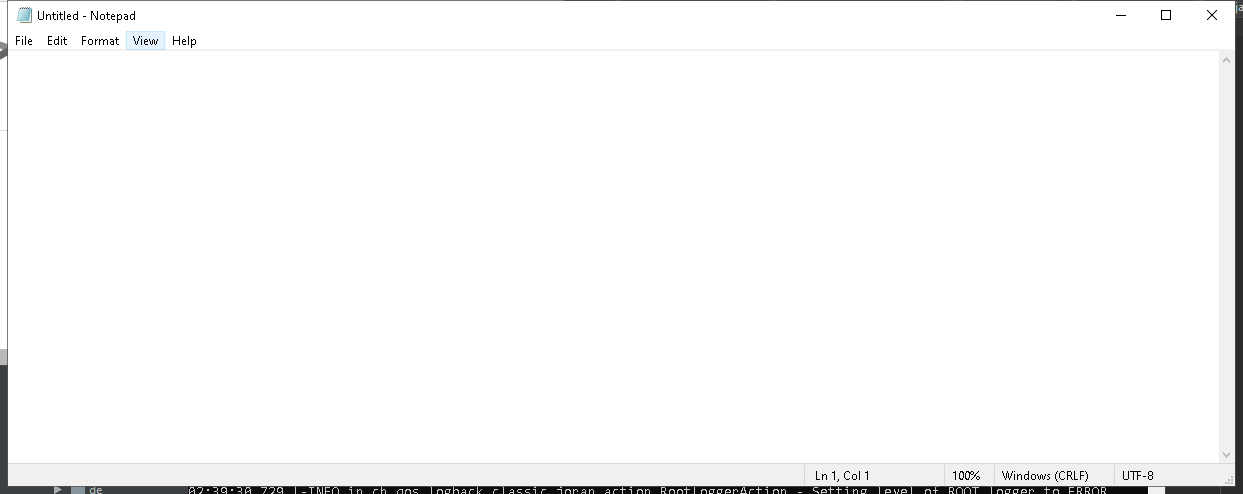 Untitled - Notepad
File Edit Format View Help
Ln 1, Col 1 100% Windows (CRLF) UTF-8
de 02:39:30,729 |-INFO in ch.qos.logback.classic.joran.action.RootLoggerAction - Setting level of ROOT logger to ERROR